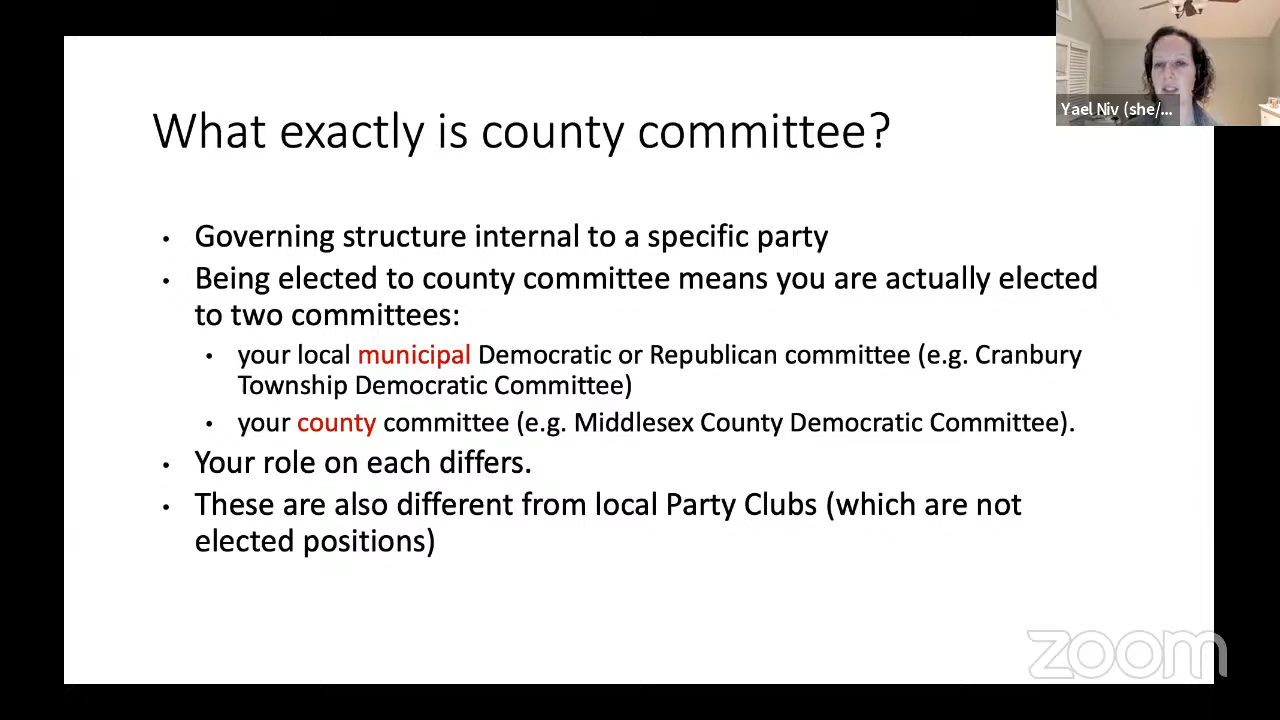 Yael Niv (she/...
What exactly is county committee?
• Governing structure internal to a specific party
• Being elected to county committee means you are actually elected
to two committees:
• your local municipal Democratic or Republican committee (e.g. Cranbury
Township Democratic Committee)
• your county committee (e.g. Middlesex County Democratic Committee).
• Your role on each differs.
• These are also different from local Party Clubs (which are not
elected positions)
zoom